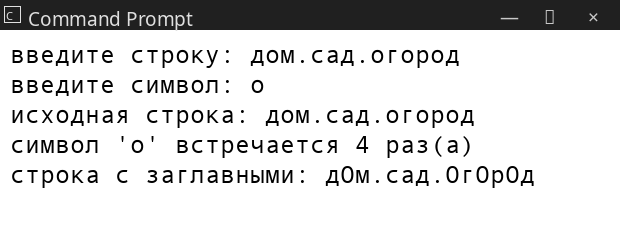 Command Prompt
введите строку: дом.сад.огород
введите символ: о
исходная строка: дом.сад.огород
символ 'о' встречается 4 раз(а)
строка с заглавными: дОм.сад.ОгОрОд